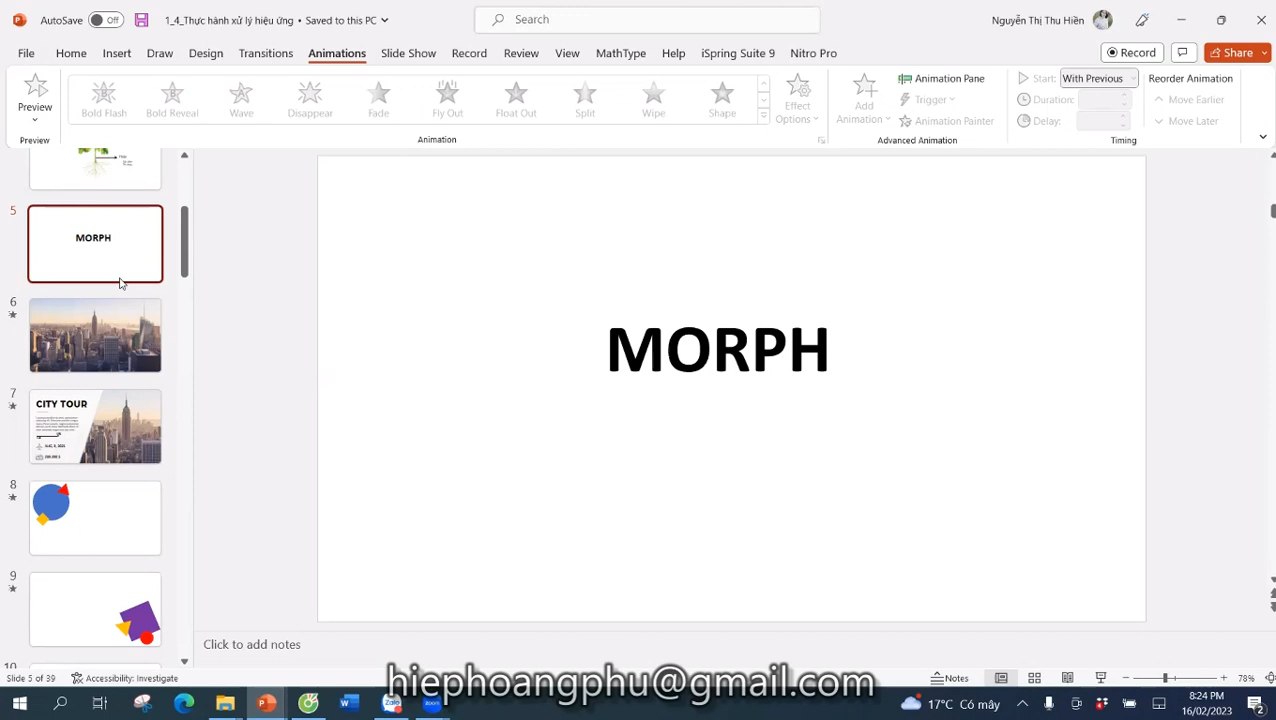 AutoSave Off 1_4_Thực hành xử lý hiệu ứng • Saved to this PC Search Nguyễn Thị Thu Hiền
File Home Insert Draw Design Transitions Animations Slide Show Record Review View MathType Help iSpring Suite 9 Nitro Pro Record Share
Preview Bold Flash Bold Reveal Wave Disappear Fade Fly Out Float Out Split Wipe Shape Effect Options Add Animation
Animation Pane Start: With Previous Reorder Animation
Trigger Duration: Move Earlier
Animation Painter Delay: Move Later
Preview Animation Advanced Animation Timing
5
MORPH
6
7
CITY TOUR
8
9
10
MORPH
Click to add notes
Slide 5 of 39 Accessibility: Investigate Notes 78%
hiephoangphu@gmail.com
17°C Có mây 8:24 PM
16/02/2023
2